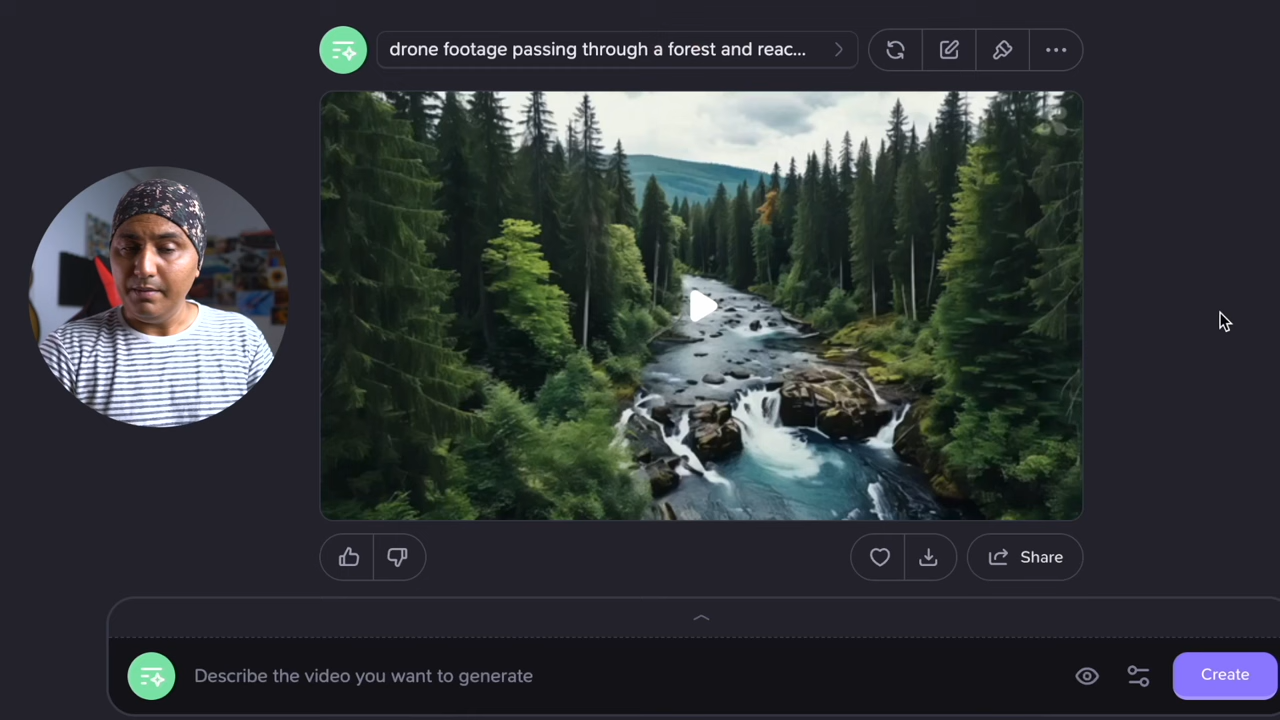 drone footage passing through a forest and reac...
Share
Describe the video you want to generate
Create